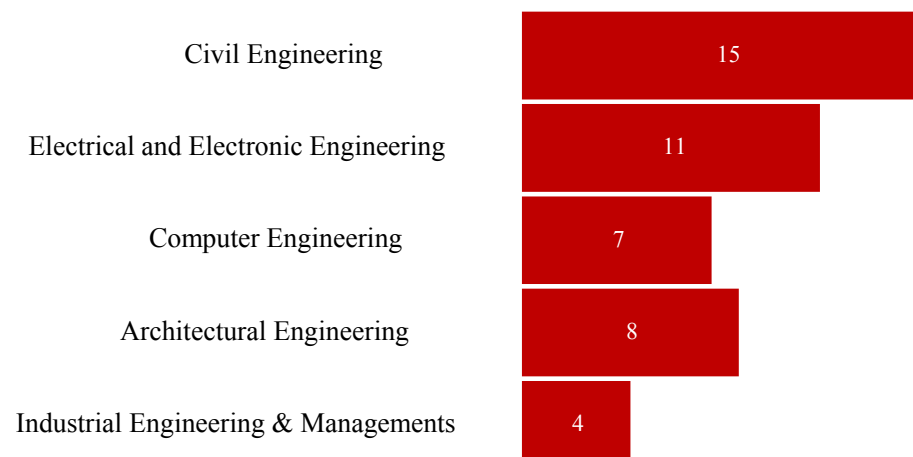 Civil Engineering 15
Electrical and Electronic Engineering 11
Computer Engineering 7
Architectural Engineering 8
Industrial Engineering & Managements 4